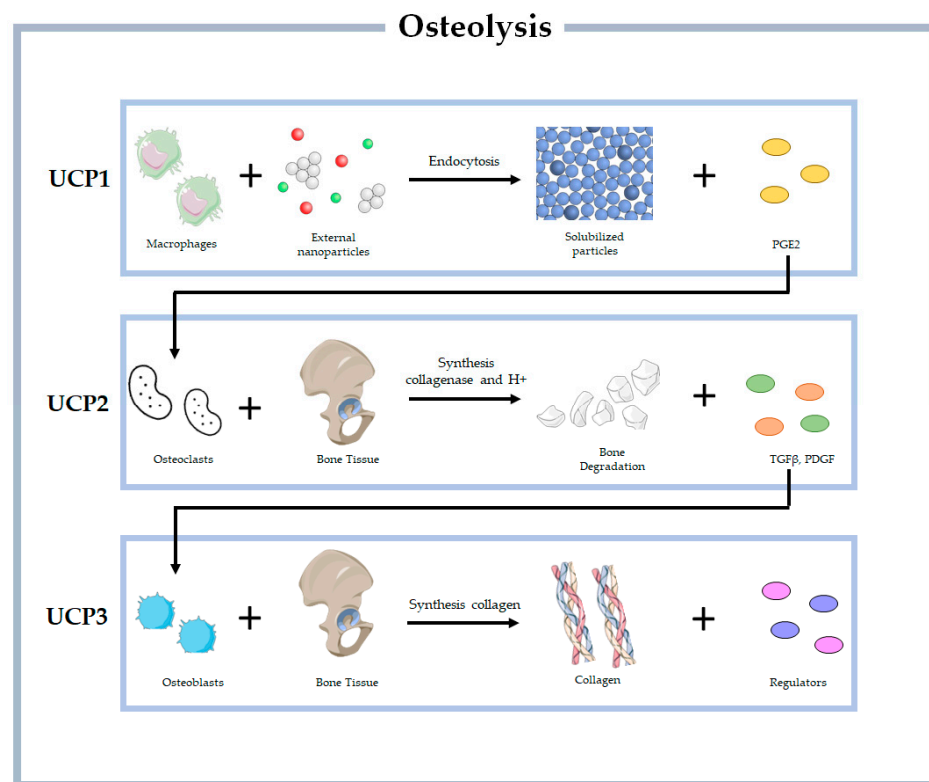 Osteolysis
UCP1
Endocytosis
Macrophages
External
nanoparticles
Solubilized
particles
PGE2
UCP2
Synthesis
collagenase and H+
Osteoclasts
Bone Tissue
Bone
Degradation
TGFβ, PDGF
UCP3
Synthesis collagen
Osteoblasts
Bone Tissue
Collagen
Regulators